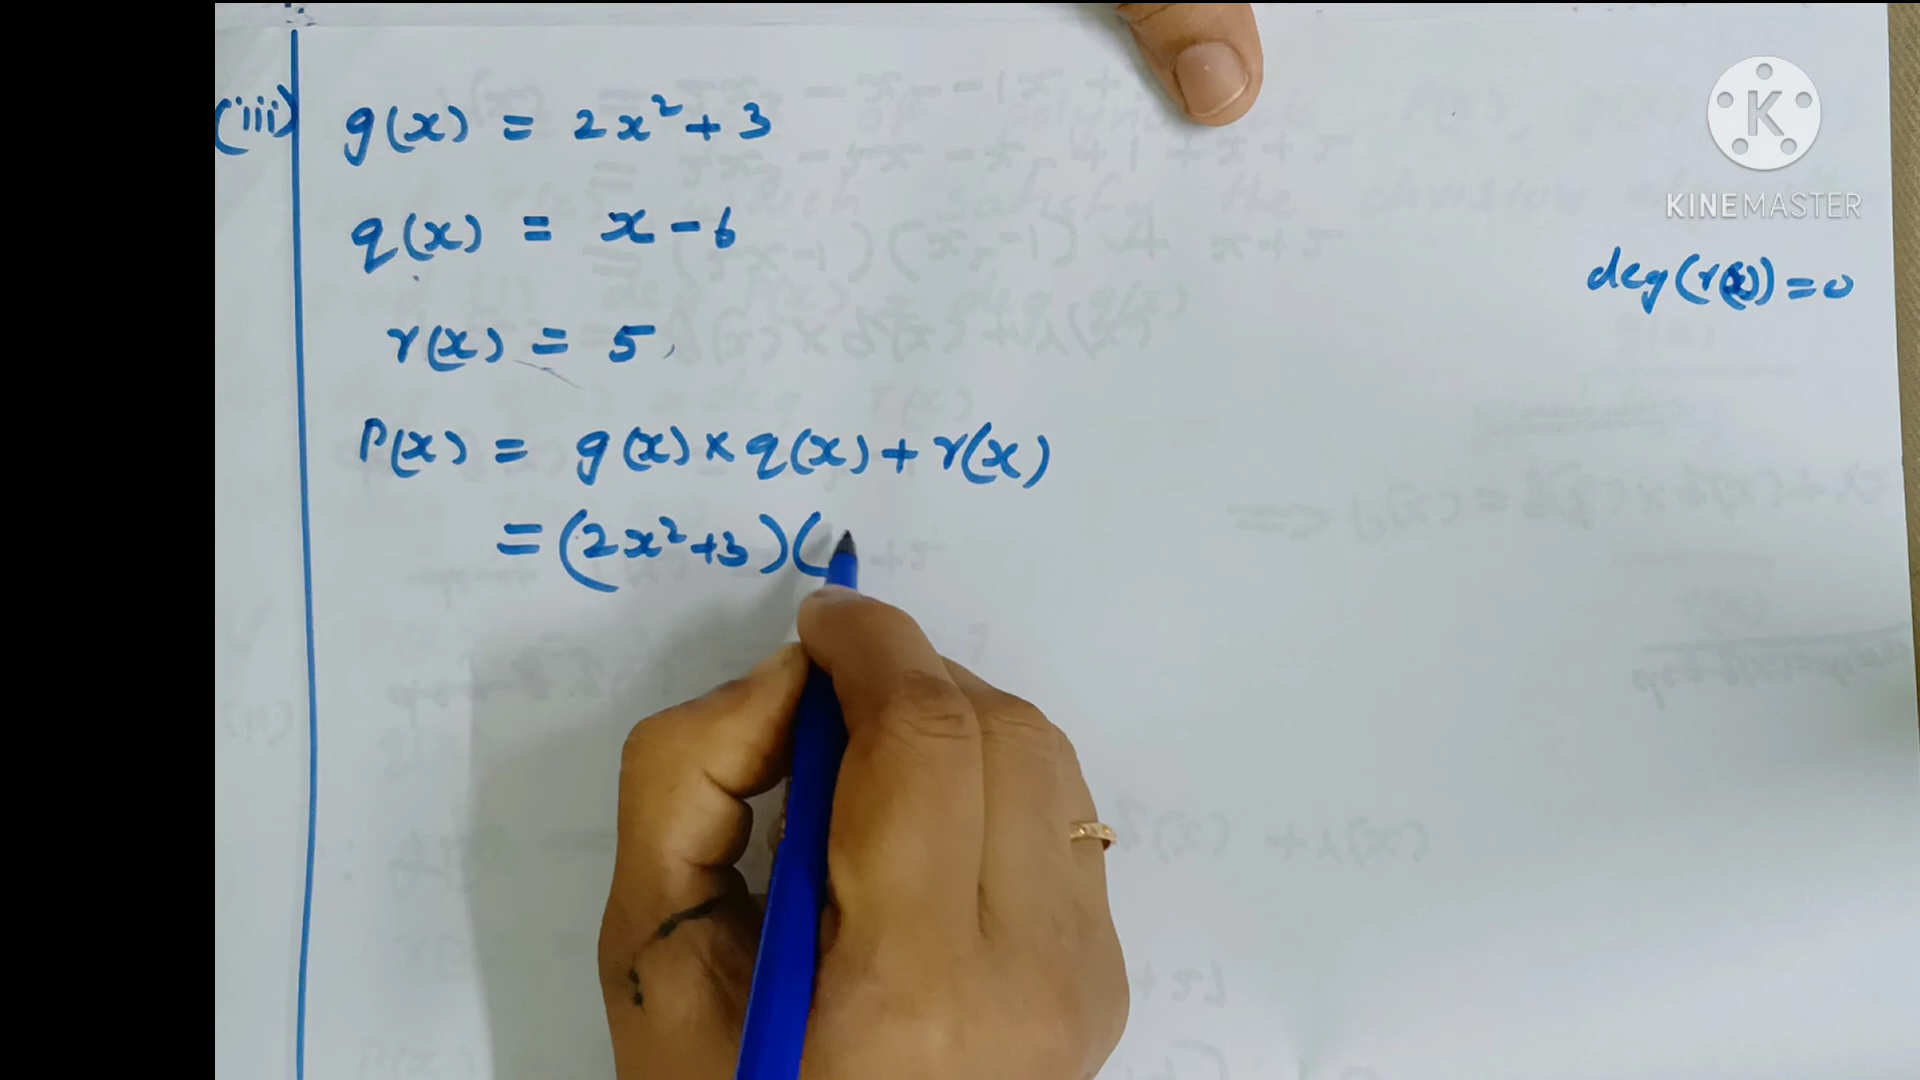 (iii) g(x) = 2x² + 3
q(x) = x - 6
r(x) = 5,
P(x) = g(x) × q(x) + r(x)
= (2x² + 3)(
deg(r(x)) = 0
K
KINEMASTER